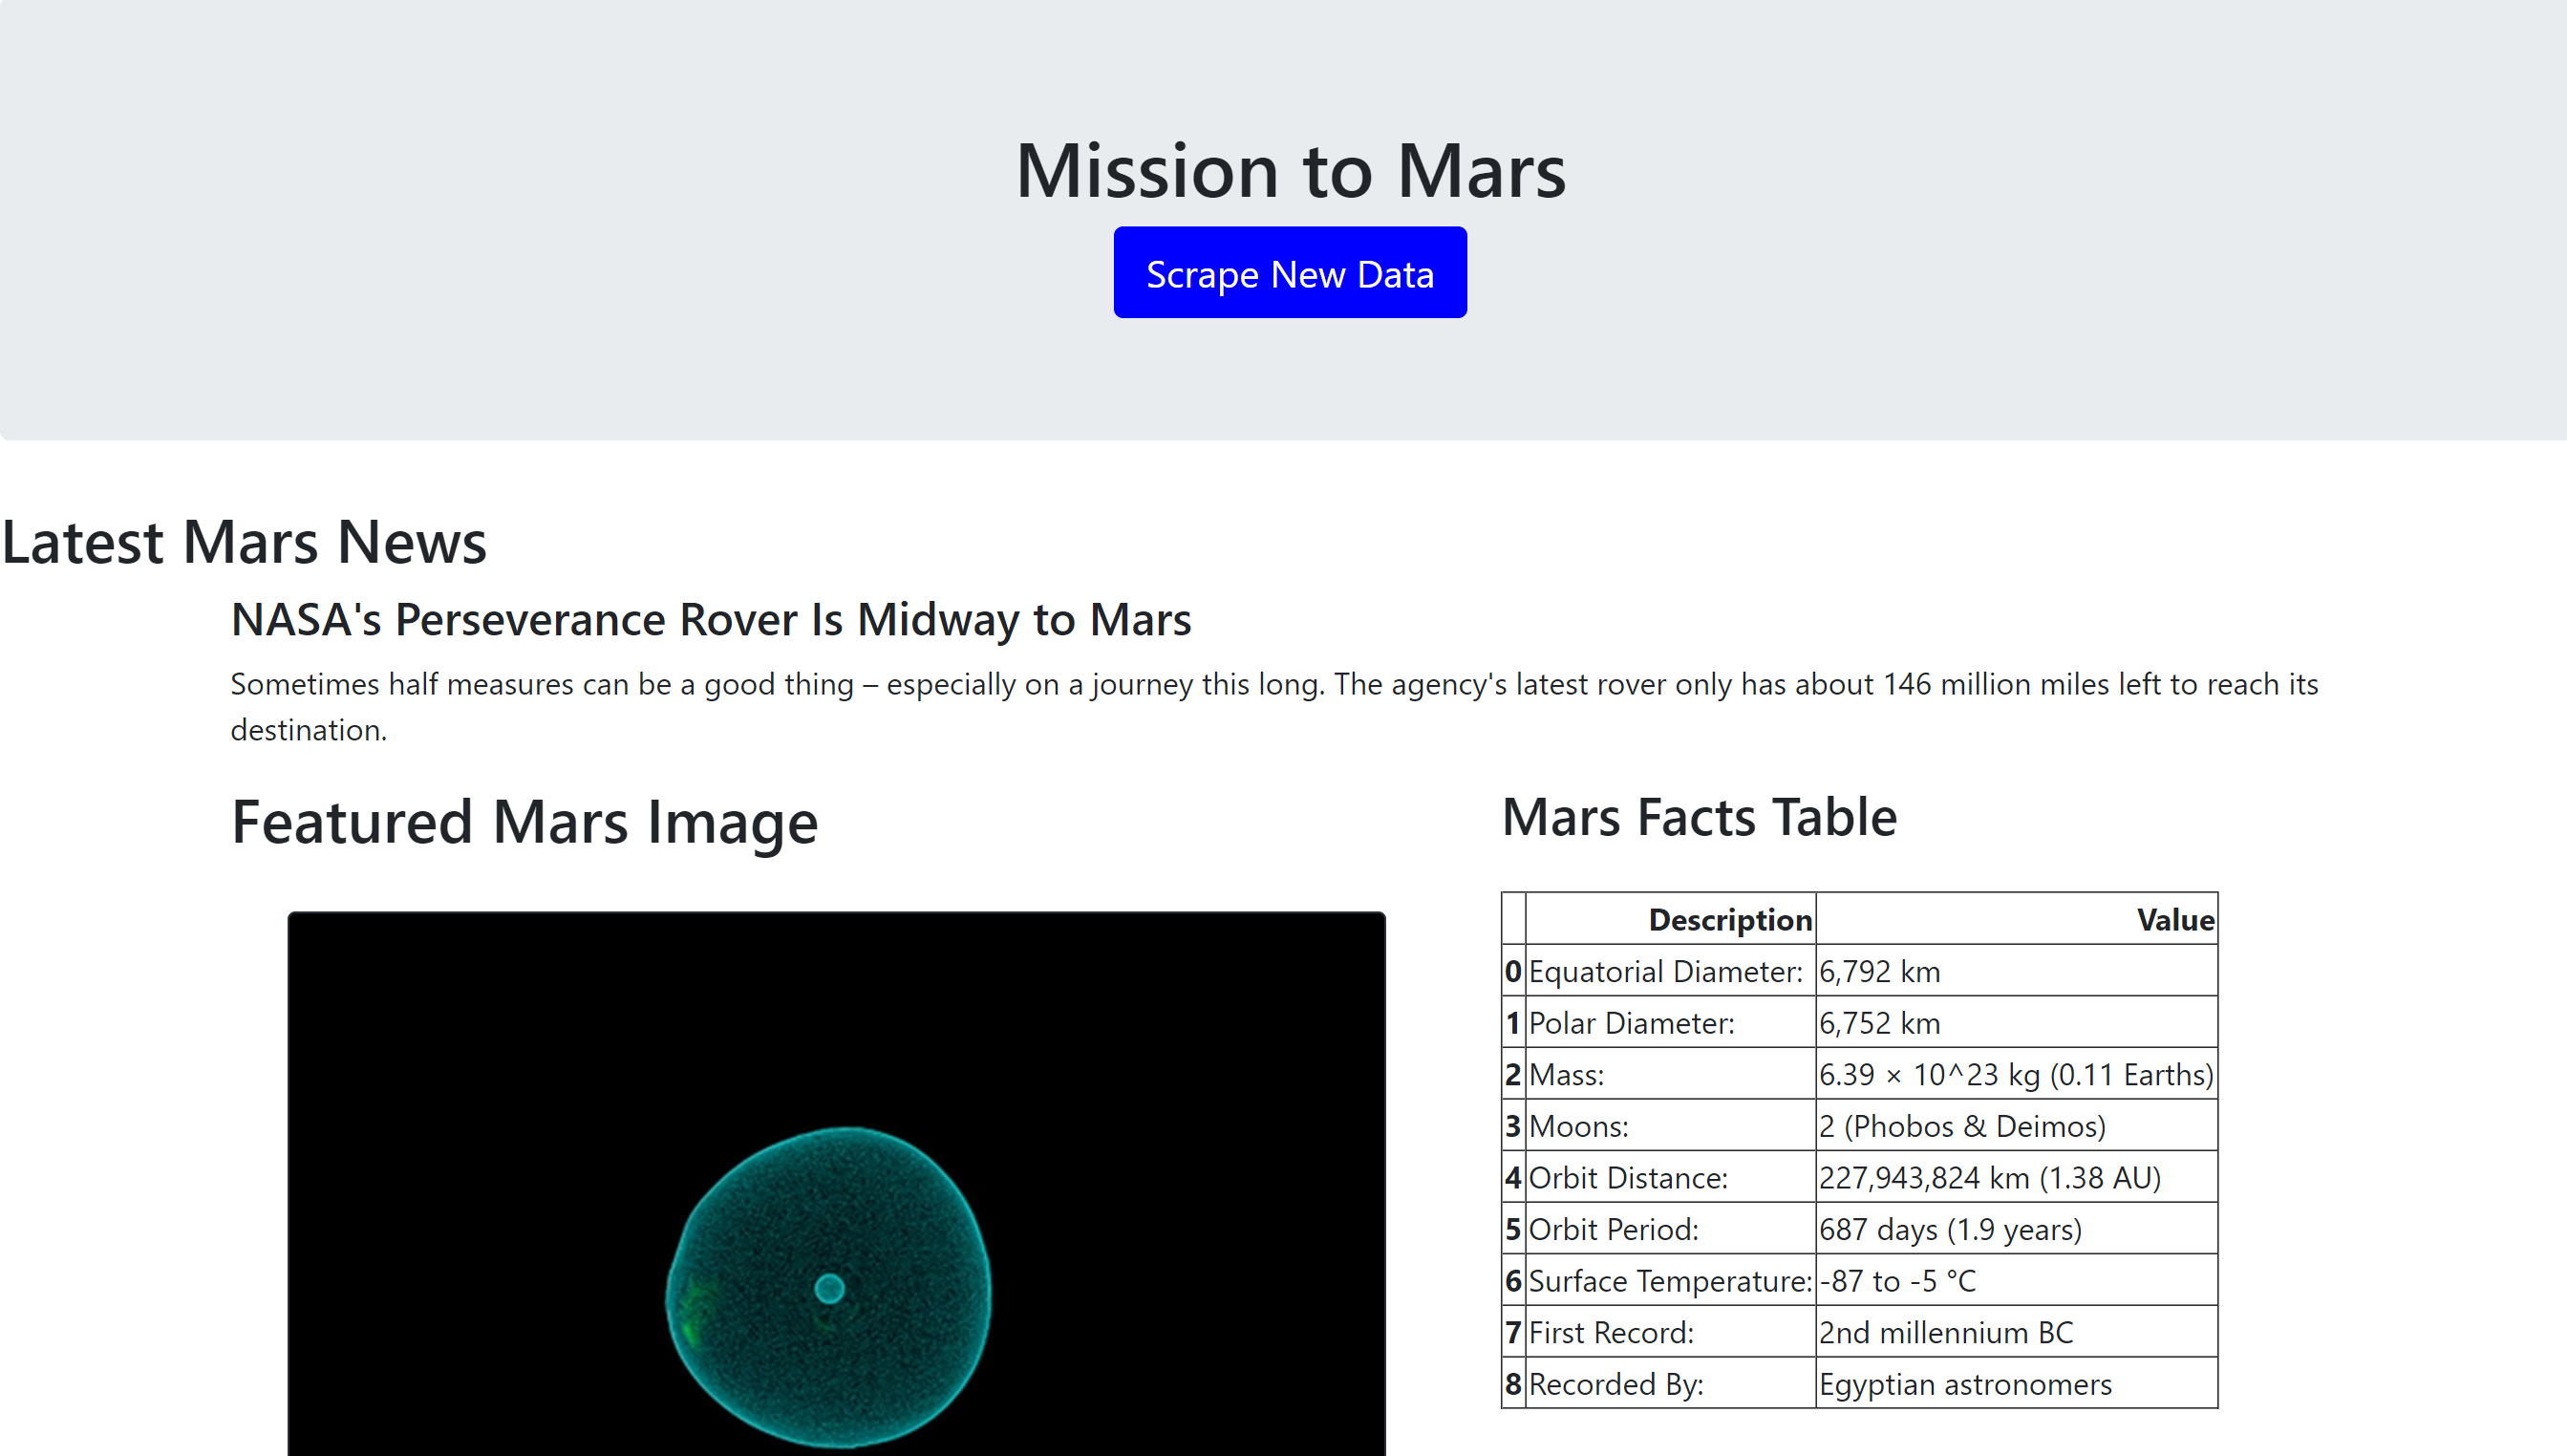 Mission to Mars
Scrape New Data
Latest Mars News
NASA's Perseverance Rover Is Midway to Mars
Sometimes half measures can be a good thing – especially on a journey this long. The agency's latest rover only has about 146 million miles left to reach its
destination.
Featured Mars Image
Mars Facts Table
Description Value
0 Equatorial Diameter: 6,792 km
1 Polar Diameter: 6,752 km
2 Mass: 6.39 × 10^23 kg (0.11 Earths)
3 Moons: 2 (Phobos & Deimos)
4 Orbit Distance: 227,943,824 km (1.38 AU)
5 Orbit Period: 687 days (1.9 years)
6 Surface Temperature: -87 to -5 °C
7 First Record: 2nd millennium BC
8 Recorded By: Egyptian astronomers